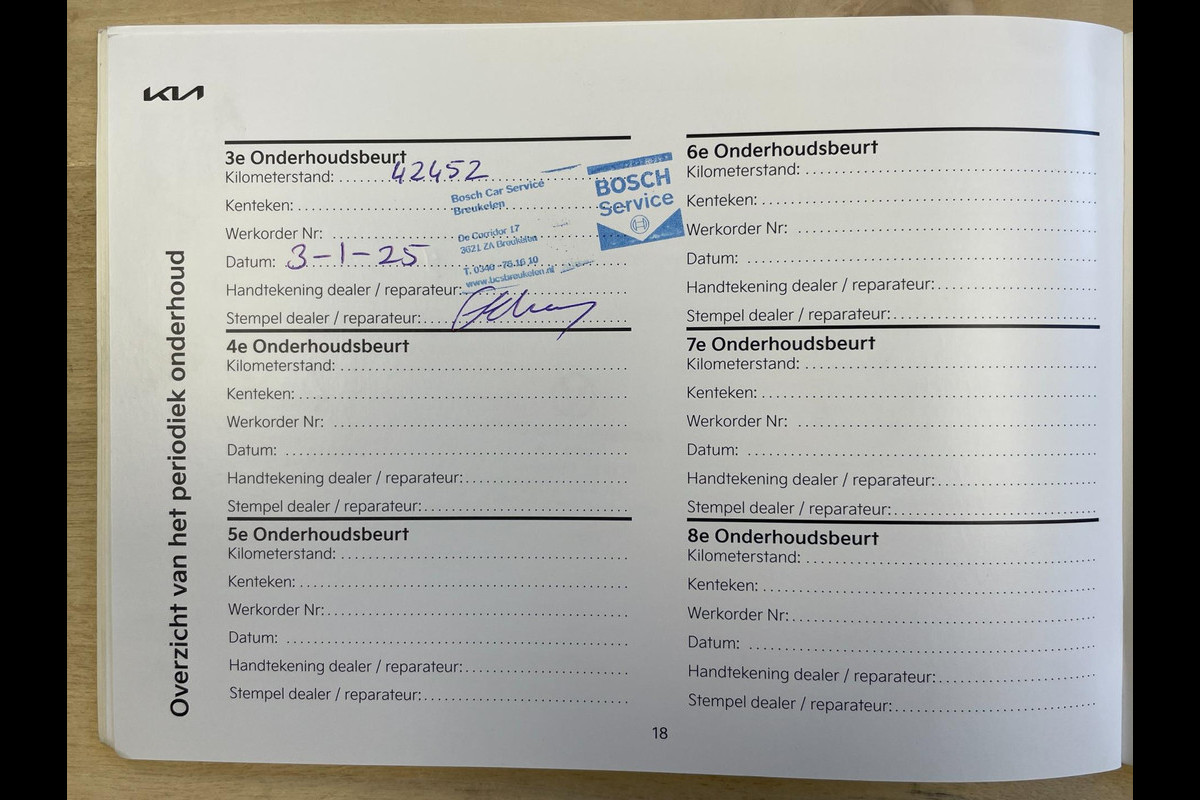 KIA
Overzicht van het periodiek onderhoud
3e Onderhoudsbeurt
Kilometerstand: 42452
Kenteken:
Werkorder Nr:
Datum: 3-1-25
Handtekening dealer / reparateur:
Stempel dealer / reparateur:
Bosch Car Service
Breukelen
De Corridor 17
3621 ZA Breukelen
T. 0346 -
www.bcsbreukelen.nl
BOSCH
Service
4e Onderhoudsbeurt
Kilometerstand:
Kenteken:
Werkorder Nr:
Datum:
Handtekening dealer / reparateur:
Stempel dealer / reparateur:
5e Onderhoudsbeurt
Kilometerstand:
Kenteken:
Werkorder Nr:
Datum:
Handtekening dealer / reparateur:
Stempel dealer / reparateur:
6e Onderhoudsbeurt
Kilometerstand:
Kenteken:
Werkorder Nr:
Datum:
Handtekening dealer / reparateur:
Stempel dealer / reparateur:
7e Onderhoudsbeurt
Kilometerstand:
Kenteken:
Werkorder Nr:
Datum:
Handtekening dealer / reparateur:
Stempel dealer / reparateur:
8e Onderhoudsbeurt
Kilometerstand:
Kenteken:
Werkorder Nr:
Datum:
Handtekening dealer / reparateur:
Stempel dealer / reparateur:
18